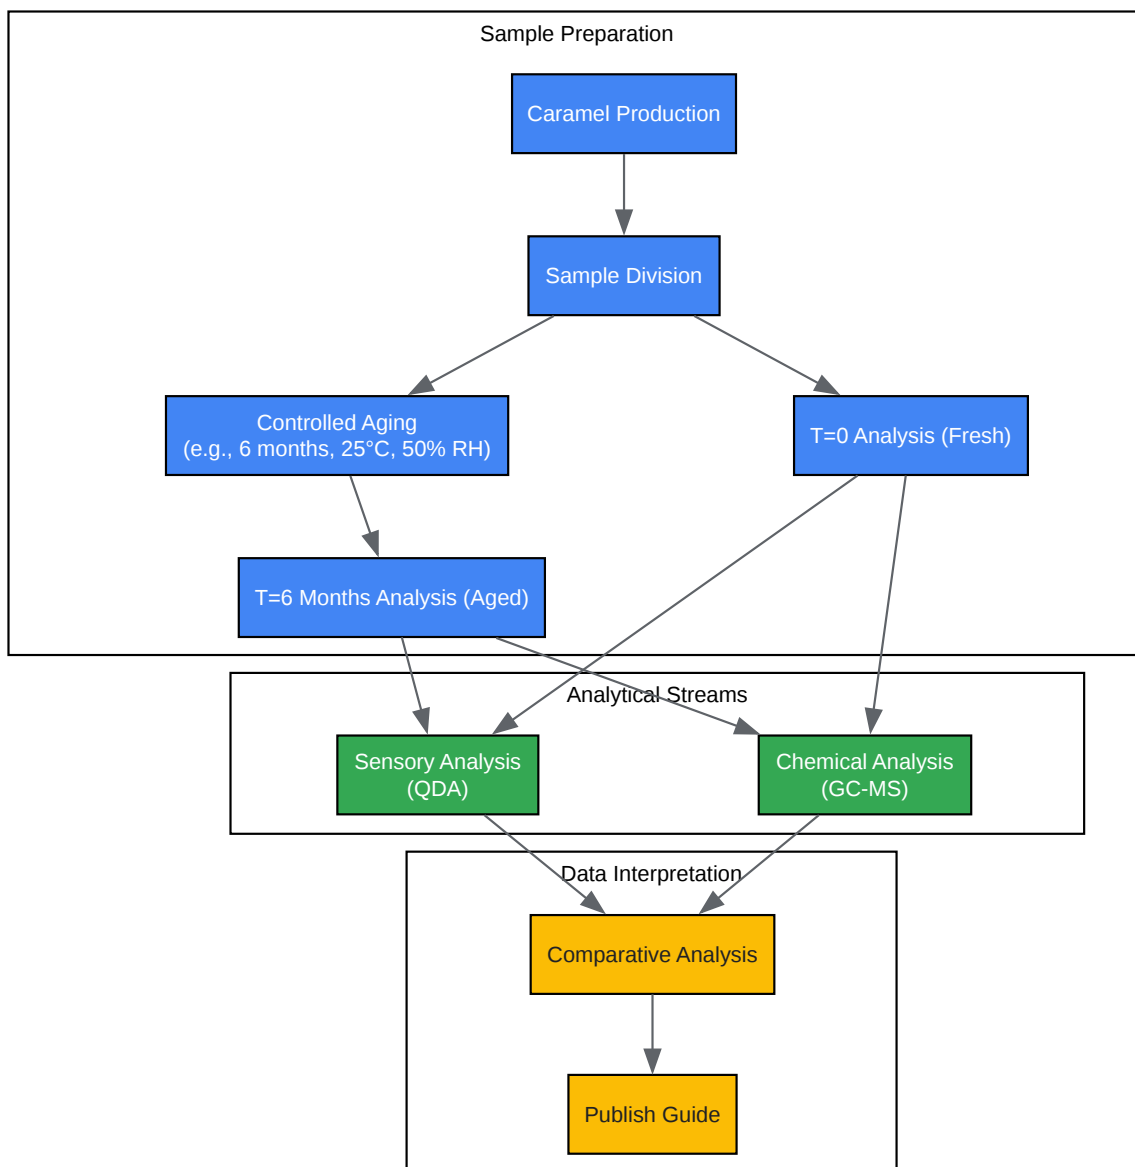 Sample Preparation
Caramel Production
Sample Division
Controlled Aging
(e.g., 6 months, 25°C, 50% RH)
T=0 Analysis (Fresh)
T=6 Months Analysis (Aged)
Analytical Streams
Sensory Analysis
(QDA)
Chemical Analysis
(GC-MS)
Data Interpretation
Comparative Analysis
Publish Guide